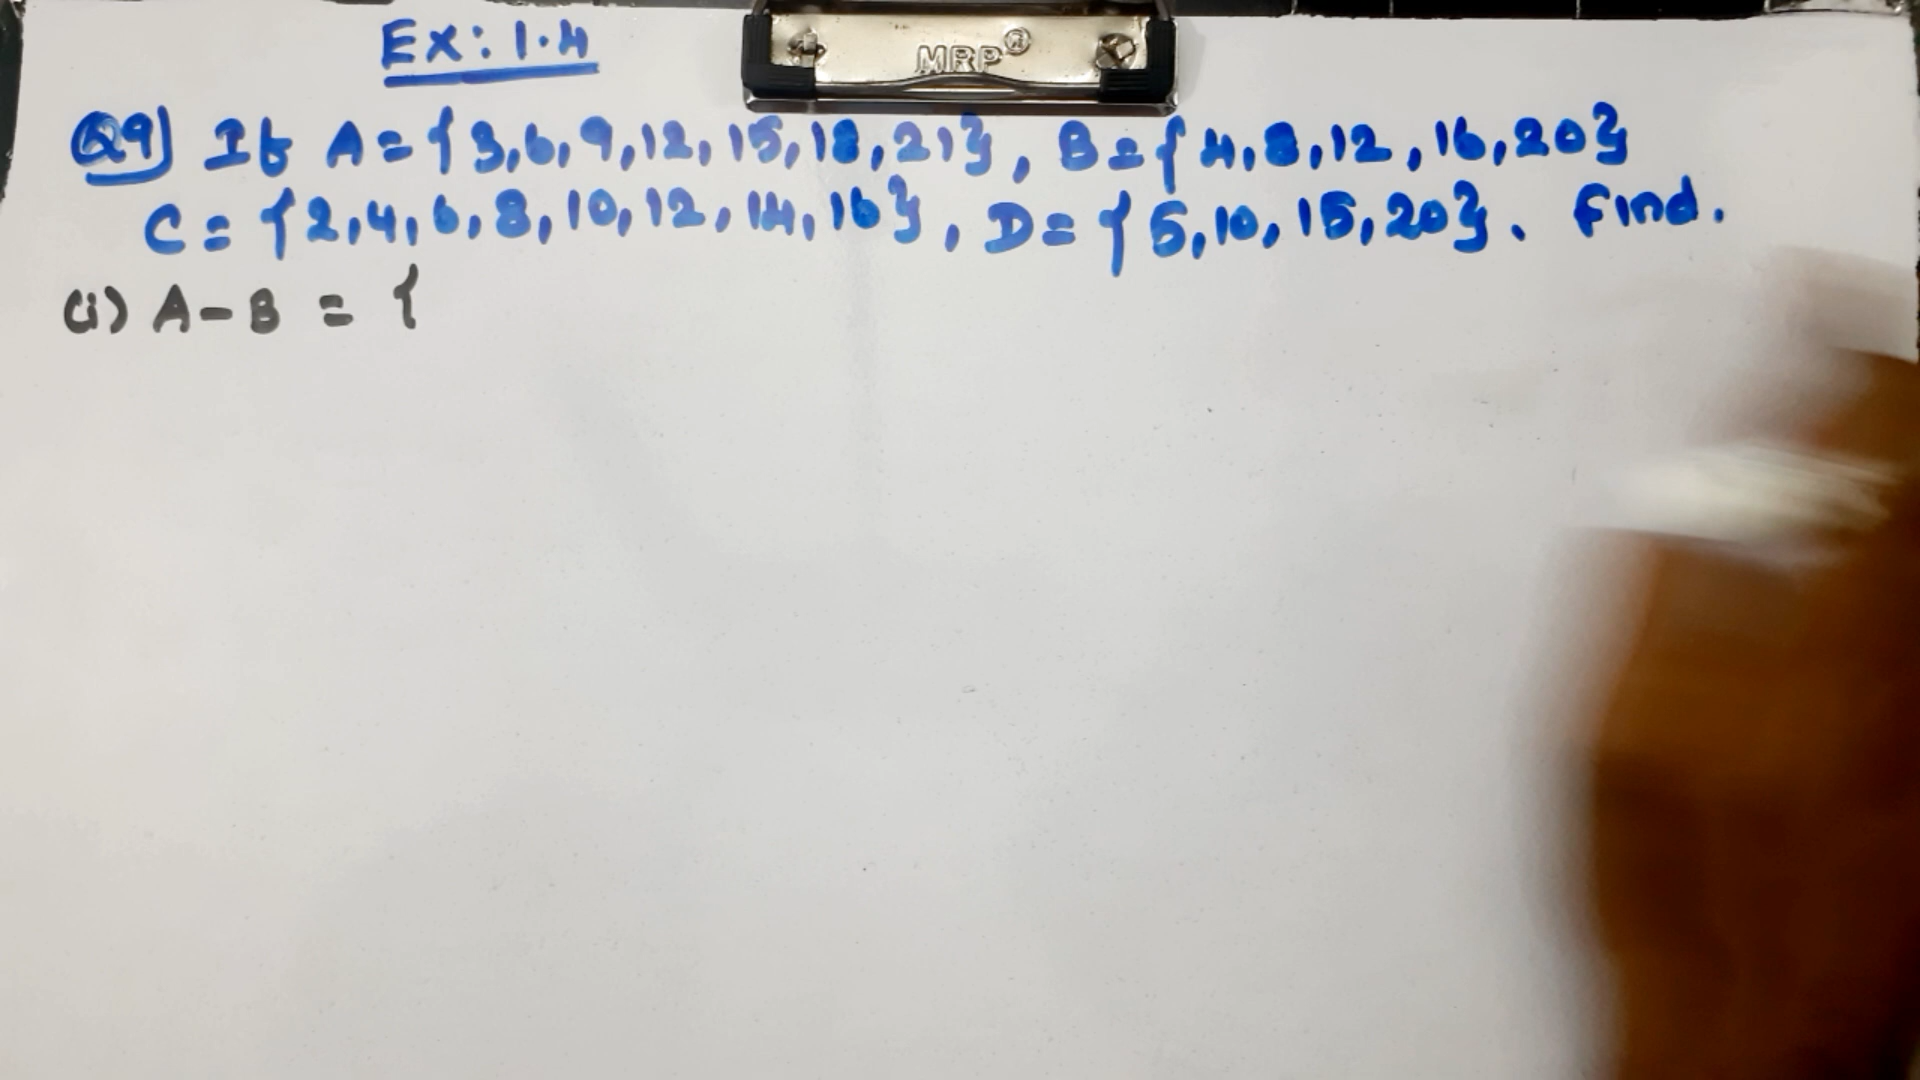 MRP®
Ex: 1.4
Q9) If A = {3, 6, 9, 12, 15, 18, 21}, B = {4, 8, 12, 16, 20}
C = {2, 4, 6, 8, 10, 12, 14, 16}, D = {5, 10, 15, 20}. Find.
(i) A - B = {